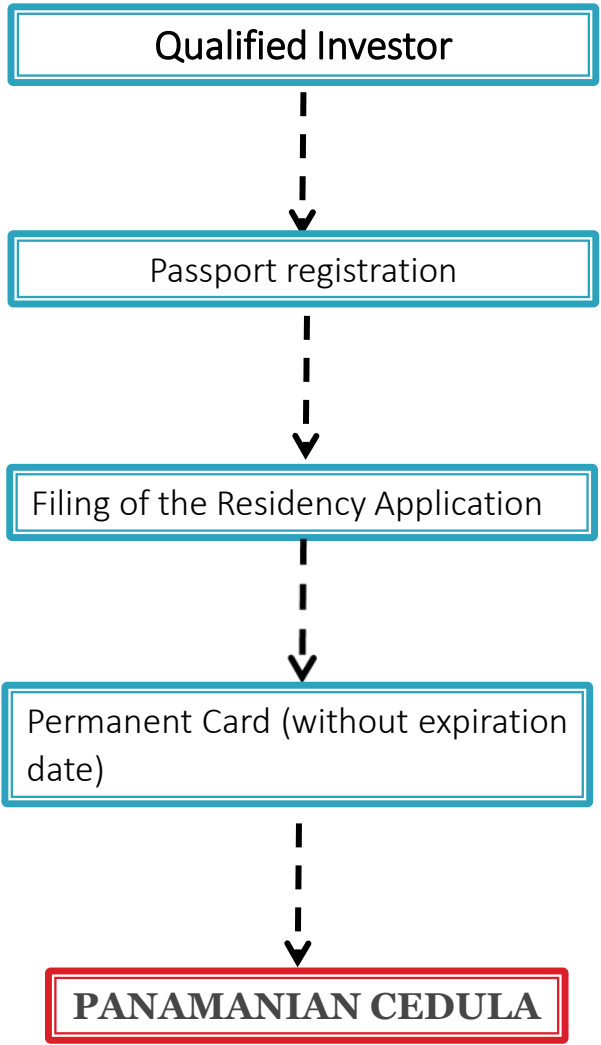 Qualified Investor
Passport registration
Filing of the Residency Application
Permanent Card (without expiration
date)
PANAMANIAN CEDULA